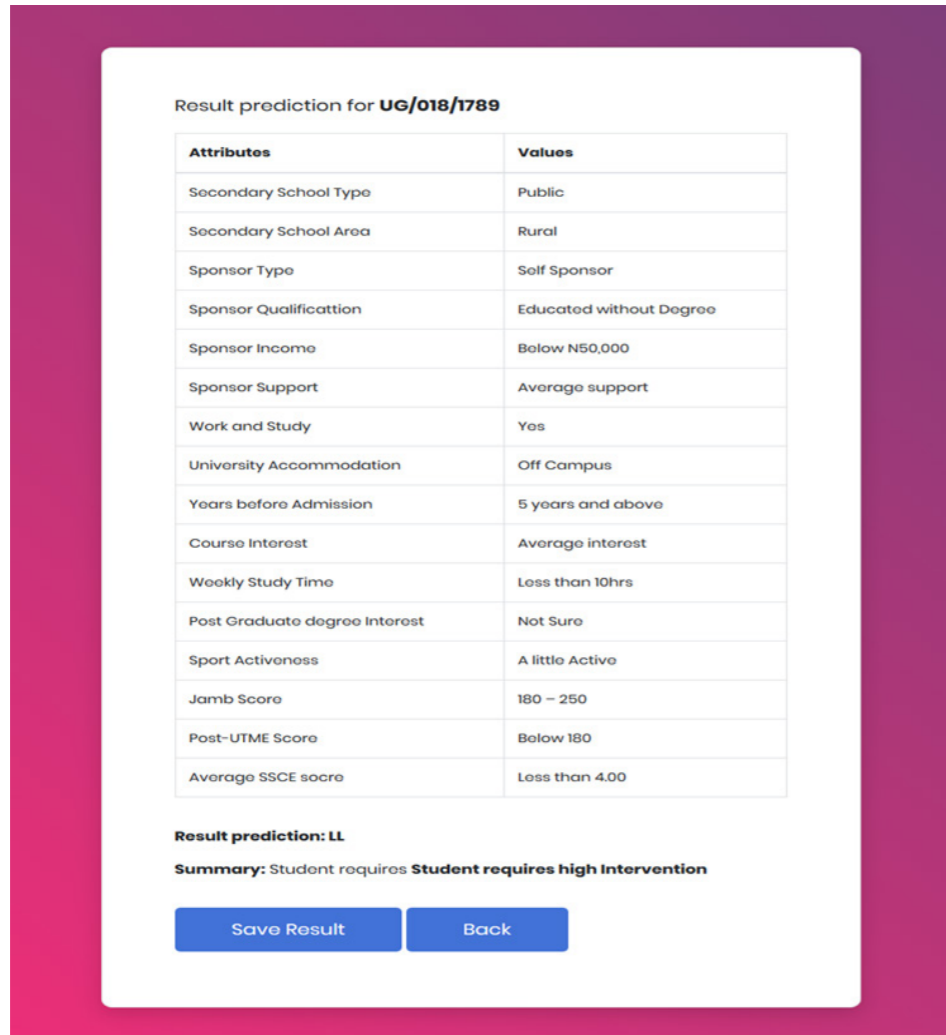 Result prediction for UG/018/1789
Attributes Values
Secondary School Type Public
Secondary School Area Rural
Sponsor Type Self Sponsor
Sponsor Qualificattion Educated without Degree
Sponsor Income Below N50,000
Sponsor Support Average support
Work and Study Yes
University Accommodation Off Campus
Years before Admission 5 years and above
Course Interest Average interest
Weekly Study Time Less than 10hrs
Post Graduate degree Interest Not Sure
Sport Activeness A little Active
Jamb Score 180 – 250
Post-UTME Score Below 180
Average SSCE socre Less than 4.00
Result prediction: LL
Summary: Student requires Student requires high Intervention
Save Result Back